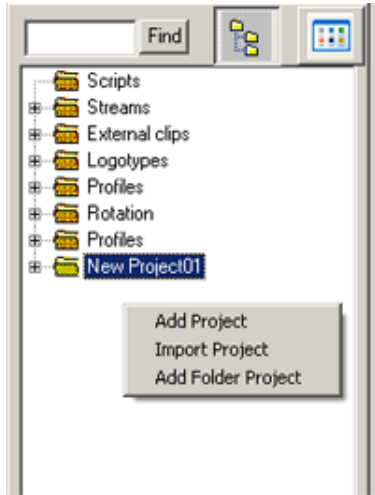 Find
Scripts
Streams
External clips
Logotypes
Profiles
Rotation
Profiles
New Project01
Add Project
Import Project
Add Folder Project